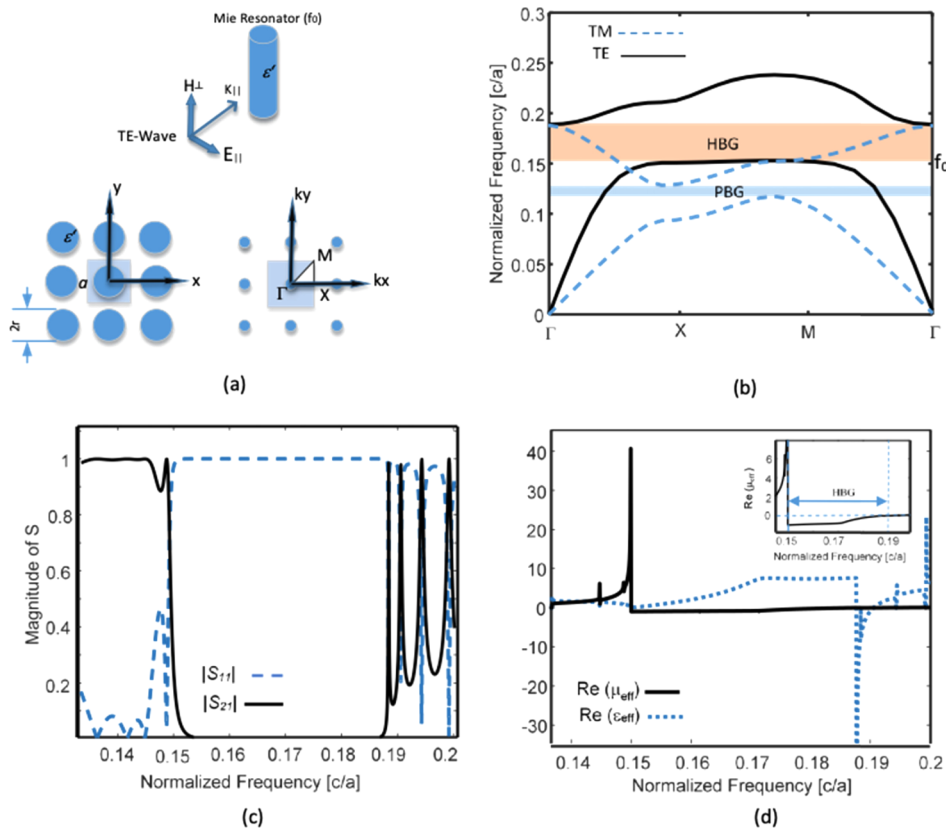 Mie Resonator (f0)
ε′
H⊥
K||
TE-Wave
E||
y
ε′
a
x
2r
ky
M
Γ
X
kx
(a)
TM
TE
Normalized Frequency [c/a]
0.3
0.25
0.2
0.15
0.1
0.05
0
HBG
PBG
f0
Γ
X
M
Γ
(b)
Magnitude of S
1
0.8
0.6
0.4
0.2
|S11|
|S21|
0.14
0.15
0.16
0.17
0.19
0.2
Normalized Frequency [c/a]
(c)
40
30
20
10
0
-10
-20
-30
Re (μeff)
6
4
2
0
HBG
0.15
0.17
0.19
Normalized Frequency [c/a]
Re (μeff)
Re (εeff)
0.14
0.15
0.16
0.17
0.18
0.19
0.2
Normalized Frequency [c/a]
(d)